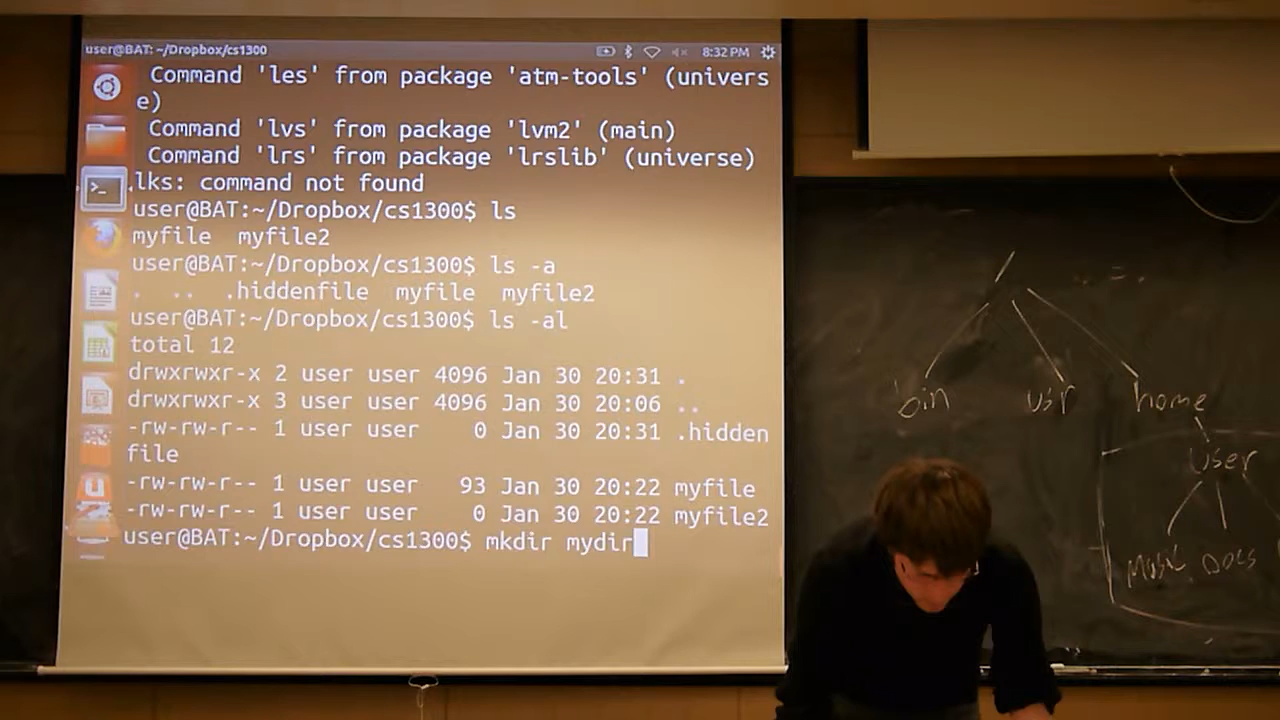 user@BAT: ~/Dropbox/cs1300
8:32 PM
Command 'les' from package 'atm-tools' (univers
e)
Command 'lvs' from package 'lvm2' (main)
Command 'lrs' from package 'lrslib' (universe)
lks: command not found
user@BAT:~/Dropbox/cs1300$ ls
myfile  myfile2
user@BAT:~/Dropbox/cs1300$ ls -a
.  ..  .hiddenfile  myfile  myfile2
user@BAT:~/Dropbox/cs1300$ ls -al
total 12
drwxrwxr-x 2 user user 4096 Jan 30 20:31 .
drwxrwxr-x 3 user user 4096 Jan 30 20:06 ..
-rw-rw-r-- 1 user user    0 Jan 30 20:31 .hidden
file
-rw-rw-r-- 1 user user   93 Jan 30 20:22 myfile
-rw-rw-r-- 1 user user    0 Jan 30 20:22 myfile2
user@BAT:~/Dropbox/cs1300$ mkdir mydir
/
bin usr home
user
Music Docs